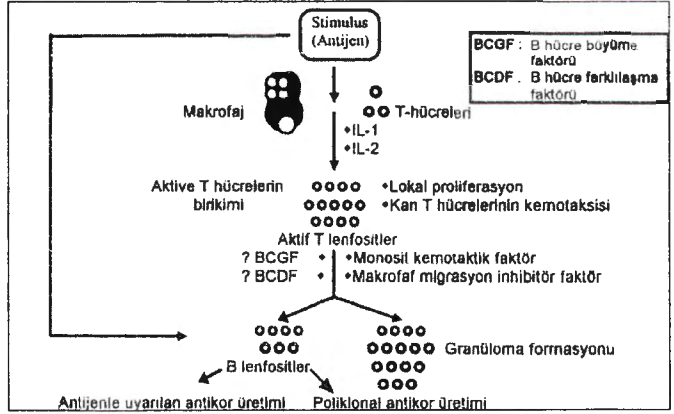 Stimulus
(Antijen)
BCGF : B hücre büyüme
faktörü
BCDF . B hücre farklılaşma
faktörü
Makrofaj
T-hücreleri
•IL-1
•IL-2
Aktive T hücrelerin
birikimi
•Lokal proliferasyon
•Kan T hücrelerinin kemotaksisi
Aktif T lenfositler
? BCGF • •Monosit kemotaktik faktör
? BCDF • •Makrofaf migrasyon inhibitör faktör
Granüloma formasyonu
B lenfositler
Antijenle uyarılan antikor üretimi
Poliklonal antikor üretimi